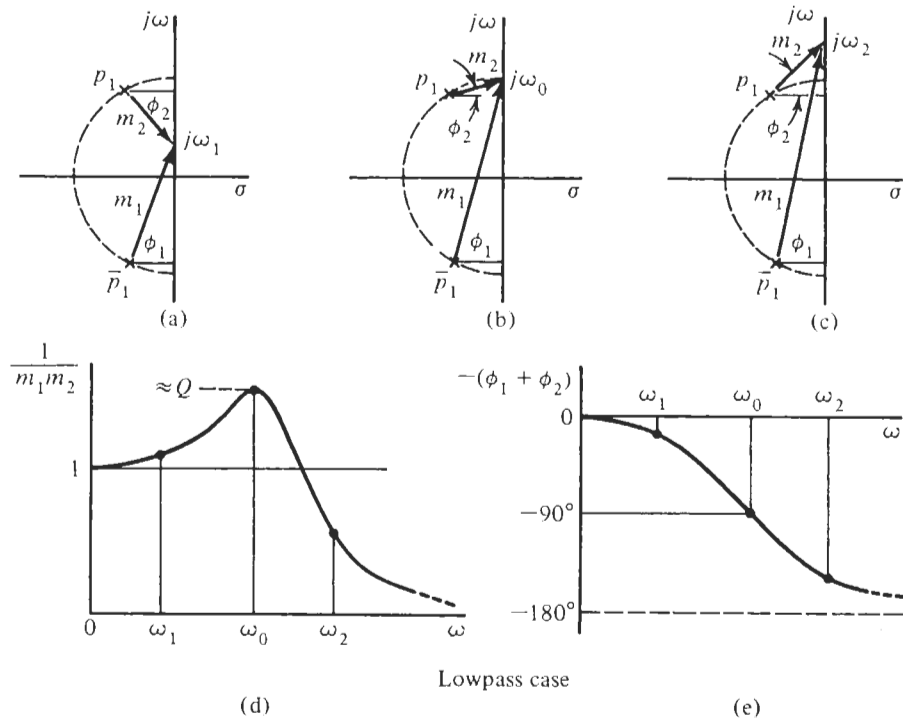 jω
p₁
ϕ₂
m₂
jω₁
σ
m₁
ϕ₁
p̅₁
(a)
jω
m₂
p₁
jω₀
ϕ₂
σ
m₁
ϕ₁
p̅₁
(b)
jω
m₂
jω₂
p₁
ϕ₂
σ
m₁
ϕ₁
p̅₁
(c)
1
m₁m₂
≈Q
1
0
ω₁
ω₀
ω₂
ω
(d)
−(ϕ₁ + ϕ₂)
ω₁
ω₀
ω₂
0
ω
−90°
−180°
(e)
Lowpass case